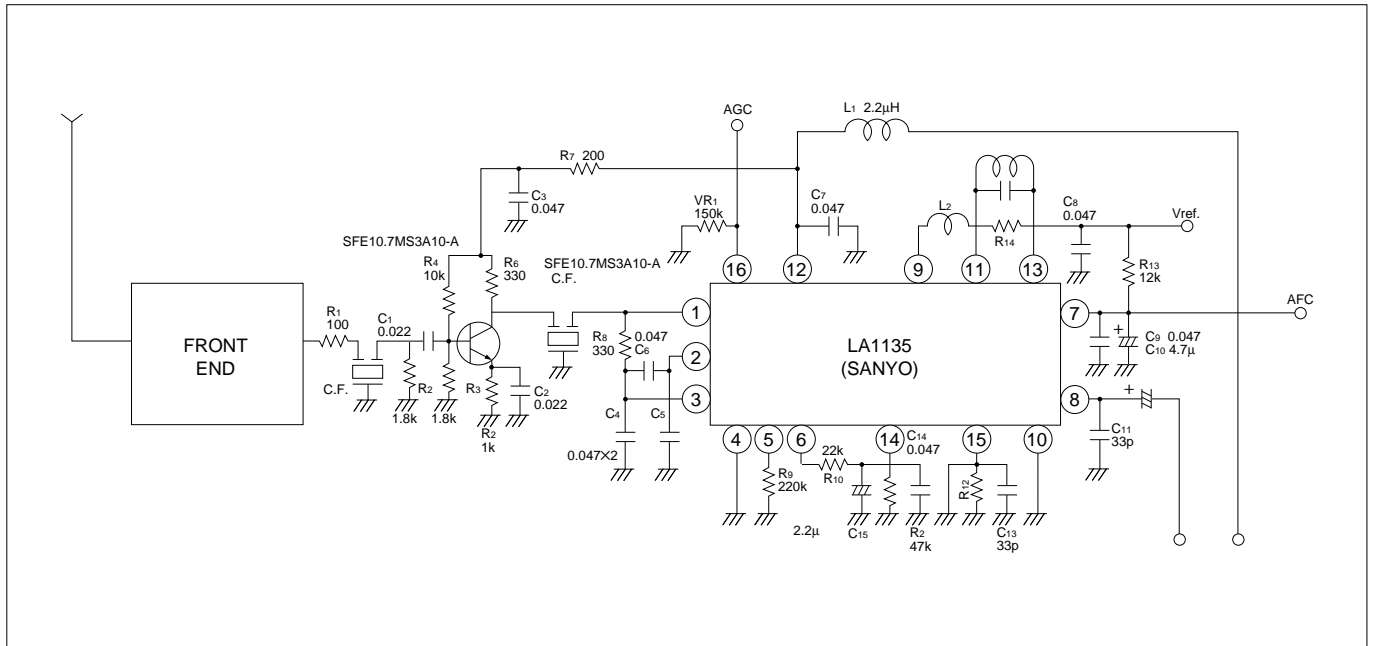 AGC
L1 2.2μH
R7 200
C3
0.047
VR1
150k
C7
0.047
L2
R14
C8
0.047
Vref.
R13
12k
SFE10.7MS3A10-A
R4
10k
R6
330
SFE10.7MS3A10-A
C.F.
16
12
9
11
13
FRONT
END
R1
100
C.F.
C1
0.022
R2
1.8k
R3
1.8k
R2
1k
C2
0.022
R8
330
0.047
C6
C4
C5
0.047×2
1
2
3
LA1135
(SANYO)
7
AFC
C9 0.047
C10 4.7μ
+
8
+
C11
33p
4
5
6
14
15
10
R9
220k
22k
R10
2.2μ
C15
C14
0.047
R2
47k
R12
C13
33p